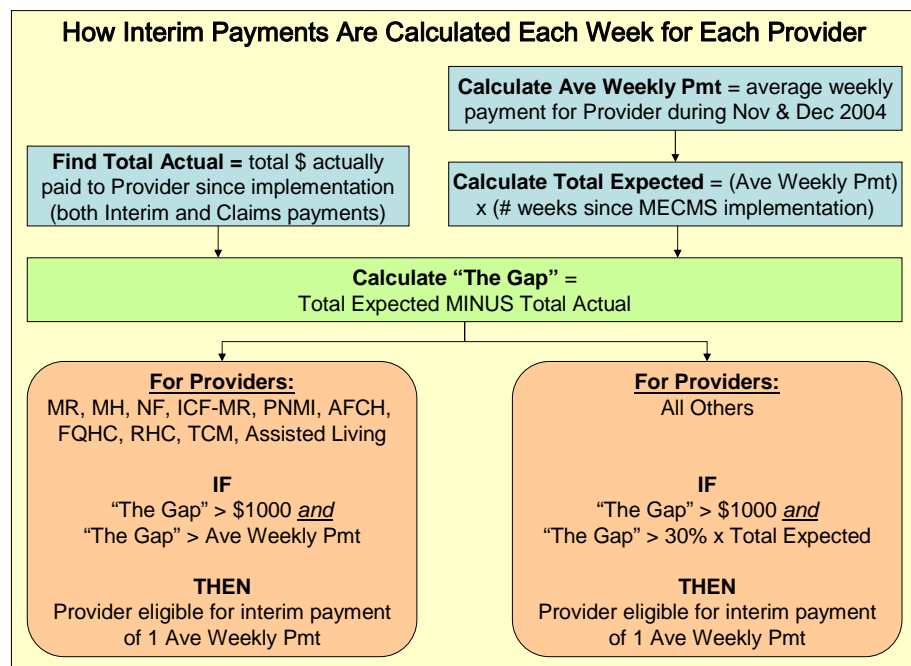 How Interim Payments Are Calculated Each Week for Each Provider
Calculate Ave Weekly Pmt = average weekly
payment for Provider during Nov & Dec 2004
Find Total Actual = total $ actually
paid to Provider since implementation
(both Interim and Claims payments)
Calculate Total Expected = (Ave Weekly Pmt)
x (# weeks since MECMS implementation)
Calculate “The Gap” =
Total Expected MINUS Total Actual
For Providers:
MR, MH, NF, ICF-MR, PNMI, AFCH,
FQHC, RHC, TCM, Assisted Living
IF
“The Gap” > $1000 and
“The Gap” > Ave Weekly Pmt
THEN
Provider eligible for interim payment
of 1 Ave Weekly Pmt
For Providers:
All Others
IF
“The Gap” > $1000 and
“The Gap” > 30% x Total Expected
THEN
Provider eligible for interim payment
of 1 Ave Weekly Pmt